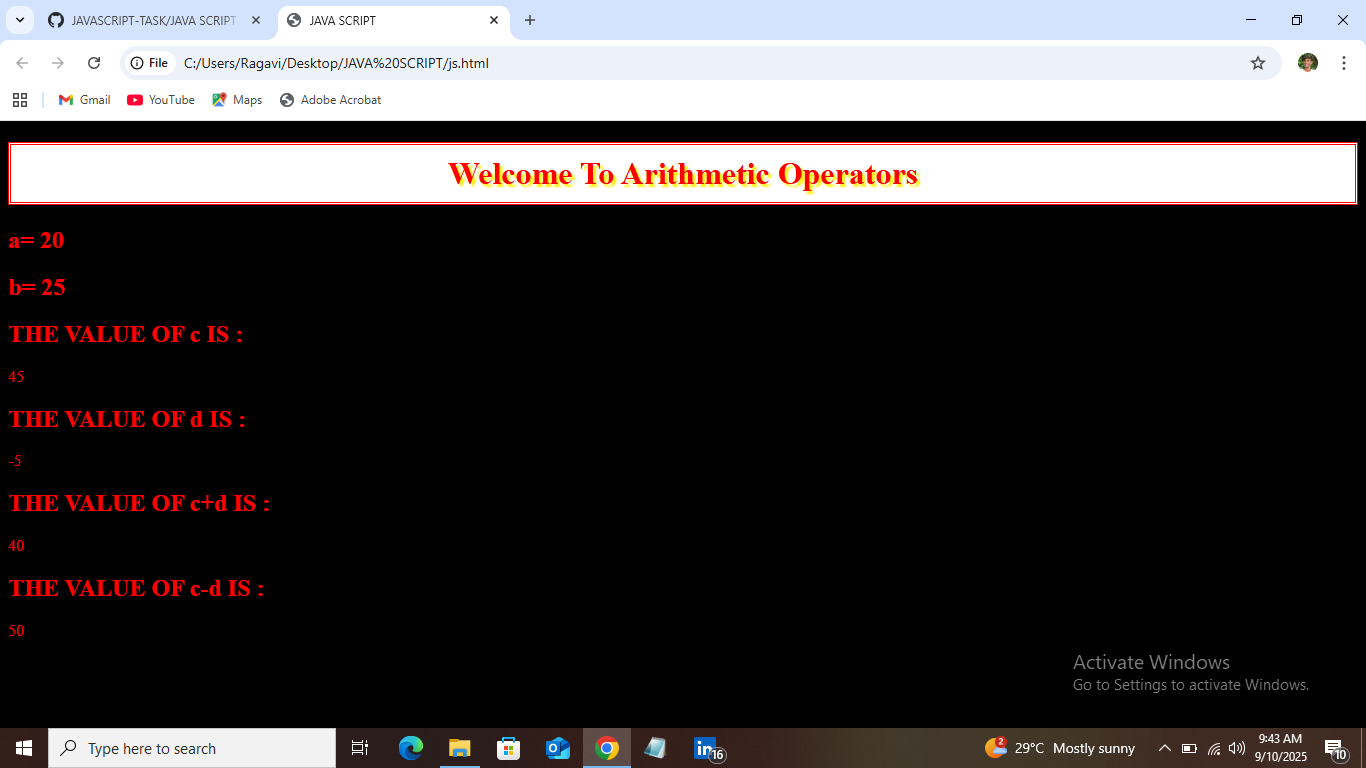 JAVASCRIPT-TASK/JAVA SCRIPT
JAVA SCRIPT
File
C:/Users/Ragavi/Desktop/JAVA%20SCRIPT/js.html
Gmail
YouTube
Maps
Adobe Acrobat
Welcome To Arithmetic Operators
a= 20
b= 25
THE VALUE OF c IS :
45
THE VALUE OF d IS :
-5
THE VALUE OF c+d IS :
40
THE VALUE OF c-d IS :
50
Activate Windows
Go to Settings to activate Windows.
Type here to search
16
2
29°C Mostly sunny
9:43 AM
9/10/2025
10